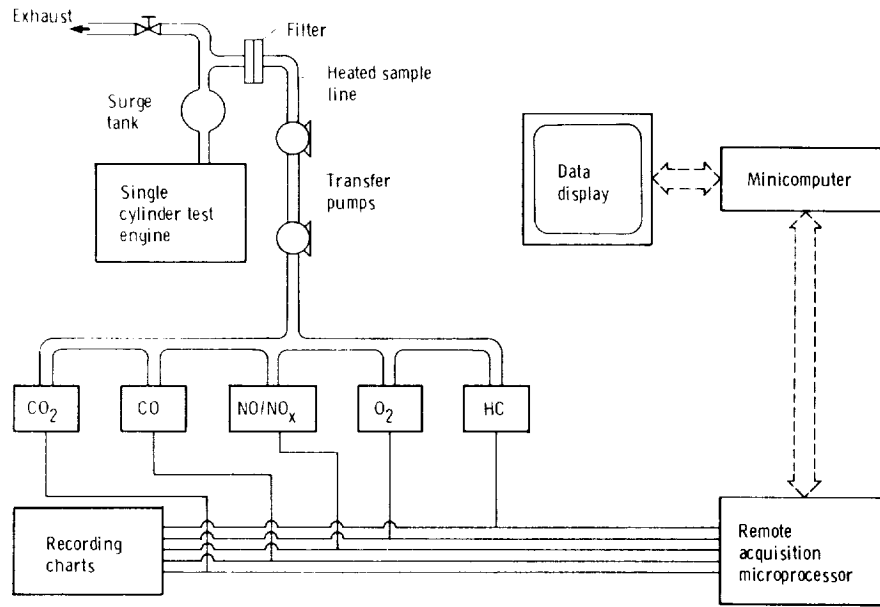 Exhaust
Filter
Heated sample
line
Surge
tank
Single
cylinder test
engine
Transfer
pumps
Data
display
Minicomputer
CO₂
CO
NO/NOₓ
O₂
HC
Recording
charts
Remote
acquisition
microprocessor